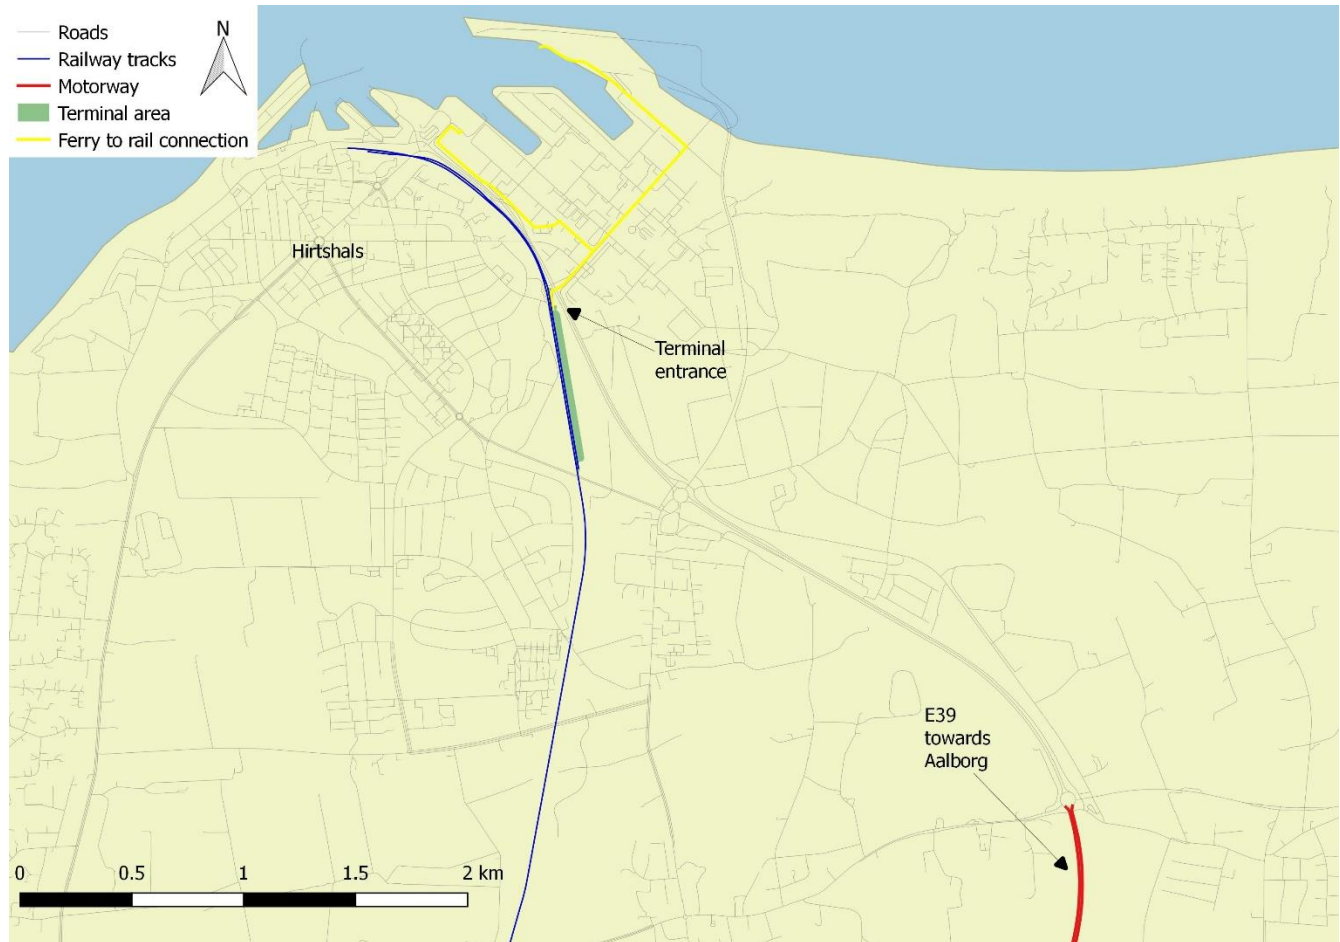 Roads
Railway tracks
Motorway
Terminal area
Ferry to rail connection
N
Hirtshals
Terminal
entrance
E39
towards
Aalborg
0 0.5 1 1.5 2 km